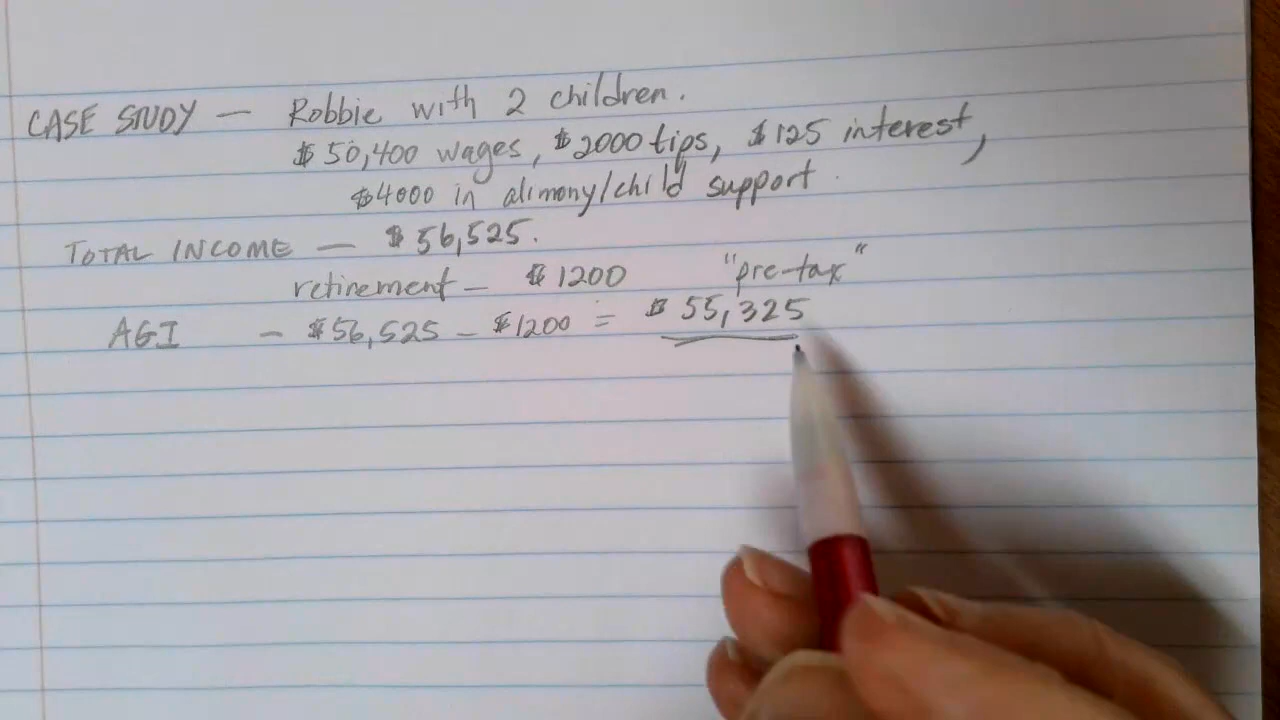 CASE STUDY — Robbie with 2 children.
$50,400 wages, $2000 tips, $125 interest,
$4000 in alimony/child support.
TOTAL INCOME — $56,525.
retirement — $1200 "pre-tax"
AGI — $56,525 — $1200 = $55,325